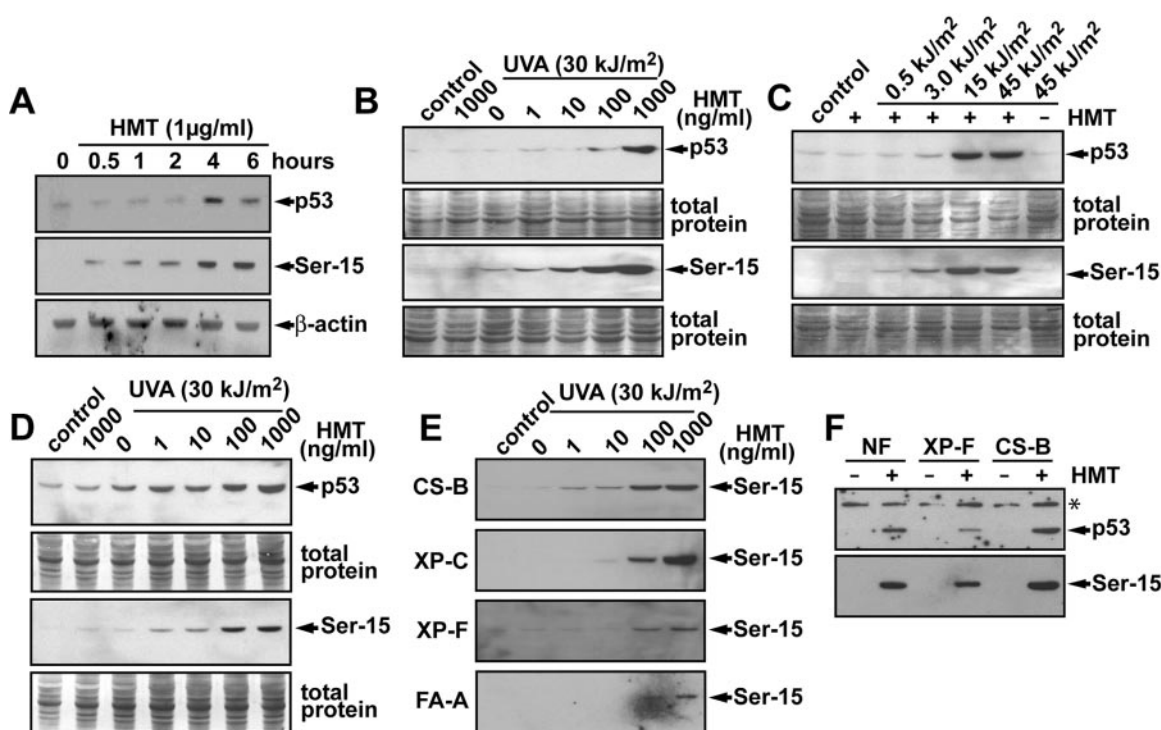 A
HMT (1µg/ml)
0 0.5 1 2 4 6 hours
p53
Ser-15
β-actin
B
UVA (30 kJ/m²)
control 1000 0 1 10 100 1000 HMT
(ng/ml)
p53
total
protein
Ser-15
total
protein
C
control 0.5 kJ/m² 3.0 kJ/m² 15 kJ/m² 45 kJ/m² 45 kJ/m²
+ + + + + – HMT
p53
total
protein
Ser-15
total
protein
D
UVA (30 kJ/m²)
control 1000 0 1 10 100 1000 HMT
(ng/ml)
p53
total
protein
Ser-15
total
protein
E
UVA (30 kJ/m²)
control 0 1 10 100 1000 HMT
(ng/ml)
CS-B Ser-15
XP-C Ser-15
XP-F Ser-15
FA-A Ser-15
F
NF XP-F CS-B
– + – + – + HMT
*
p53
Ser-15